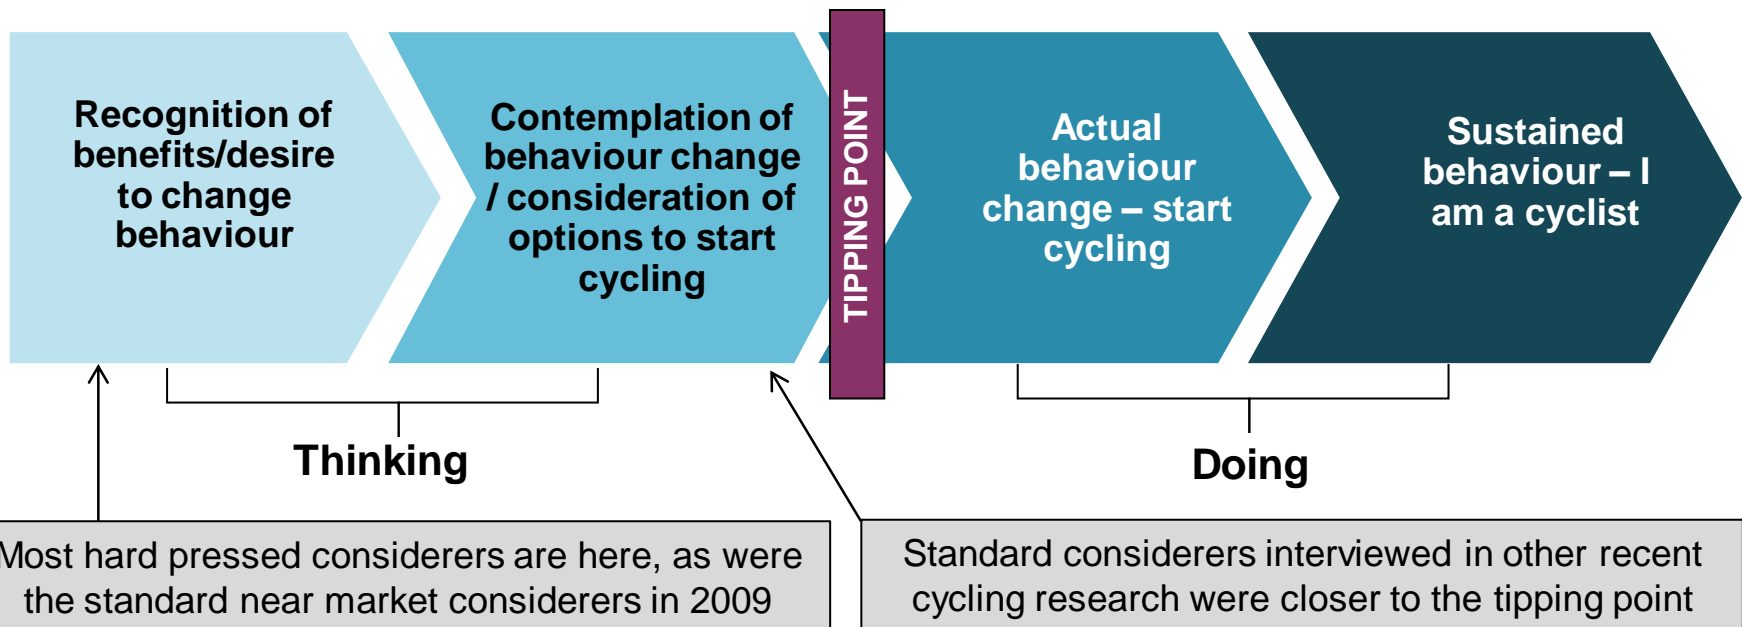 Recognition of
benefits/desire
to change
behaviour
Contemplation of
behaviour change
/ consideration of
options to start
cycling
TIPPING POINT
Actual
behaviour
change – start
cycling
Sustained
behaviour – I
am a cyclist
Thinking
Doing
Most hard pressed considerers are here, as were
the standard near market considerers in 2009
Standard considerers interviewed in other recent
cycling research were closer to the tipping point